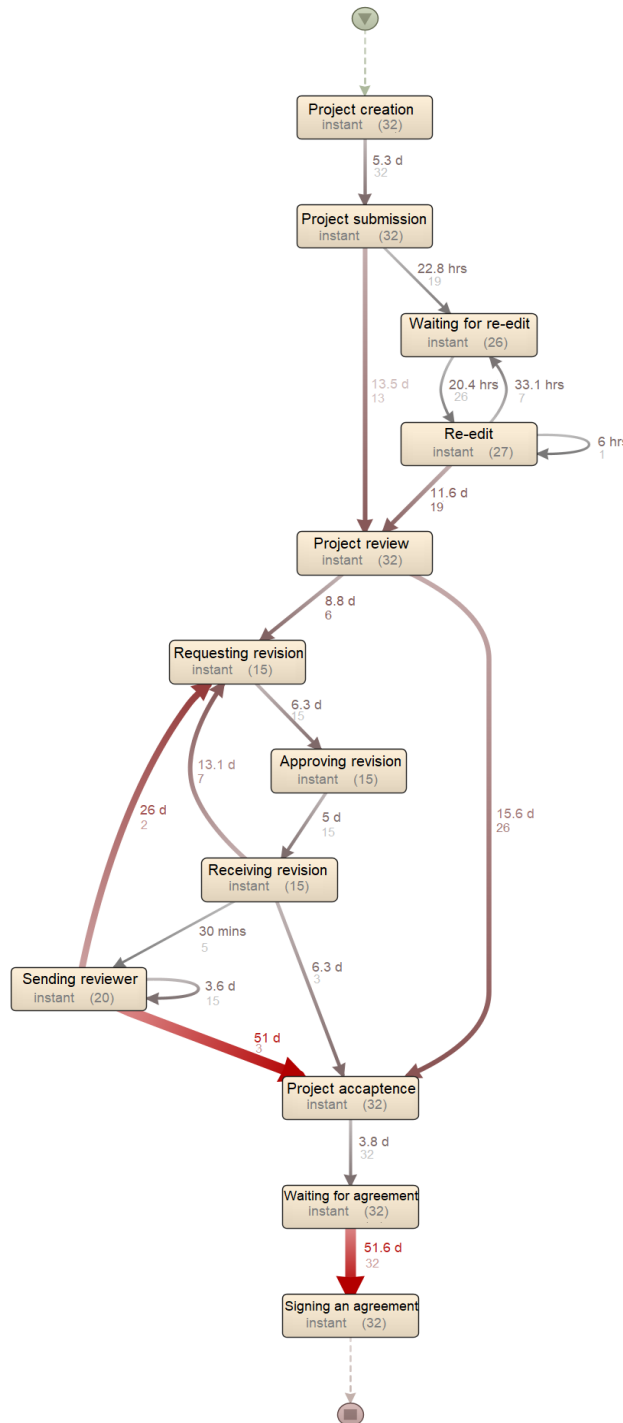 Project creation
instant (32)
5.3 d
32
Project submission
instant (32)
22.8 hrs
19
Waiting for re-edit
instant (26)
13.5 d
13
20.4 hrs
26
33.1 hrs
7
Re-edit
instant (27)
6 hrs
1
11.6 d
19
Project review
instant (32)
8.8 d
6
Requesting revision
instant (15)
6.3 d
15
13.1 d
7
Approving revision
instant (15)
26 d
2
5 d
15
15.6 d
26
Receiving revision
instant (15)
30 mins
5
6.3 d
3
Sending reviewer
instant (20)
3.6 d
15
51 d
3
Project accaptence
instant (32)
3.8 d
32
Waiting for agreement
instant (32)
51.6 d
32
Signing an agreement
instant (32)